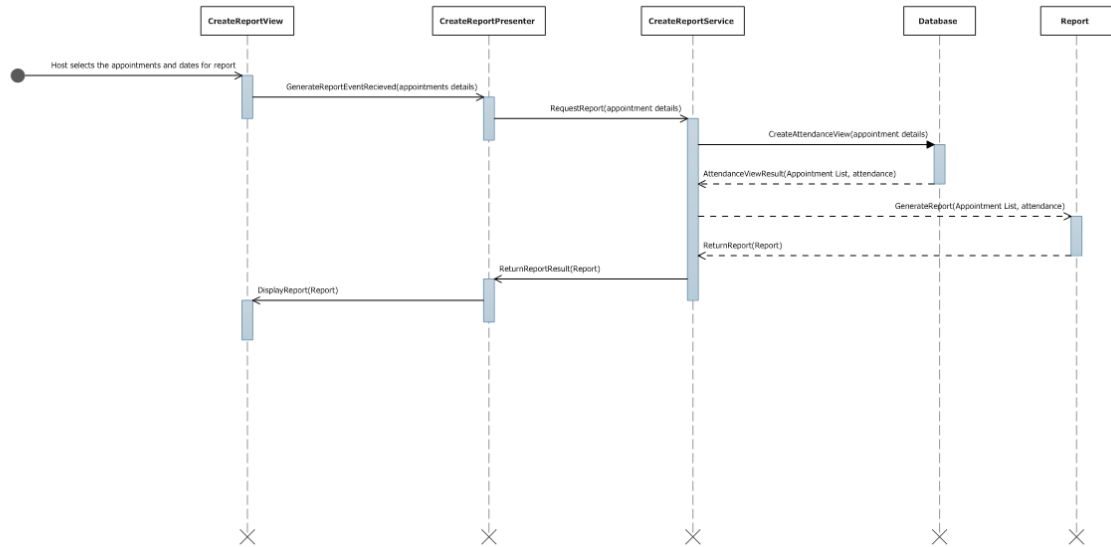 CreateReportView
CreateReportPresenter
CreateReportService
Database
Report
Host selects the appointments and dates for report
GenerateReportEventRecieved(appointments details)
RequestReport(appointment details)
CreateAttendanceView(appointment details)
AttendanceViewResult(Appointment List, attendance)
GenerateReport(Appointment List, attendance)
ReturnReport(Report)
ReturnReportResult(Report)
DisplayReport(Report)